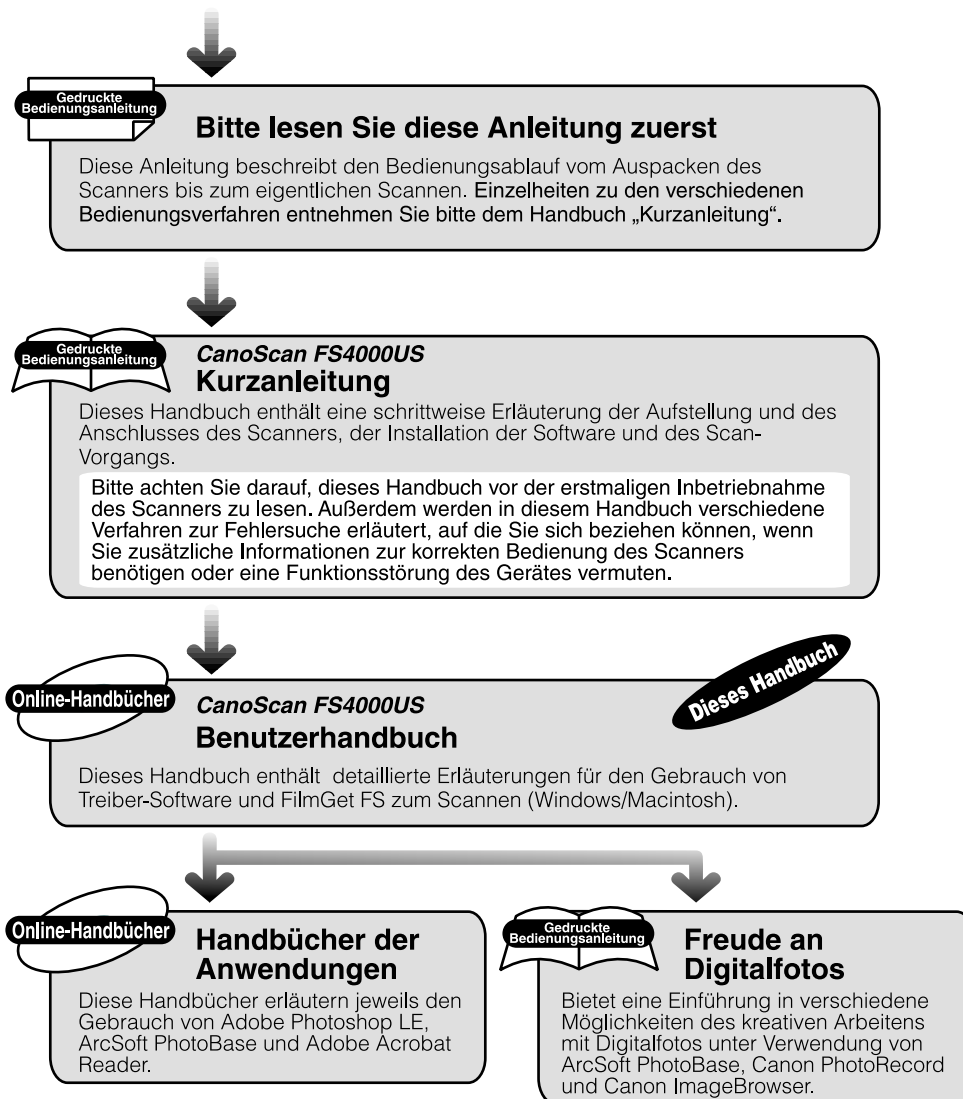 Gedruckte
Bedienungsanleitung
Bitte lesen Sie diese Anleitung zuerst
Diese Anleitung beschreibt den Bedienungsablauf vom Auspacken des
Scanners bis zum eigentlichen Scannen. Einzelheiten zu den verschiedenen
Bedienungsverfahren entnehmen Sie bitte dem Handbuch „Kurzanleitung“.
Gedruckte
Bedienungsanleitung
CanoScan FS4000US
Kurzanleitung
Dieses Handbuch enthält eine schrittweise Erläuterung der Aufstellung und des
Anschlusses des Scanners, der Installation der Software und des Scan-
Vorgangs.
Bitte achten Sie darauf, dieses Handbuch vor der erstmaligen Inbetriebnahme
des Scanners zu lesen. Außerdem werden in diesem Handbuch verschiedene
Verfahren zur Fehlersuche erläutert, auf die Sie sich beziehen können, wenn
Sie zusätzliche Informationen zur korrekten Bedienung des Scanners
benötigen oder eine Funktionsstörung des Gerätes vermuten.
Online-Handbücher
Dieses Handbuch
CanoScan FS4000US
Benutzerhandbuch
Dieses Handbuch enthält detaillierte Erläuterungen für den Gebrauch von
Treiber-Software und FilmGet FS zum Scannen (Windows/Macintosh).
Online-Handbücher
Handbücher der
Anwendungen
Diese Handbücher erläutern jeweils den
Gebrauch von Adobe Photoshop LE,
ArcSoft PhotoBase und Adobe Acrobat
Reader.
Gedruckte
Bedienungsanleitung
Freude an
Digitalfotos
Bietet eine Einführung in verschiedene
Möglichkeiten des kreativen Arbeitens
mit Digitalfotos unter Verwendung von
ArcSoft PhotoBase, Canon PhotoRecord
und Canon ImageBrowser.